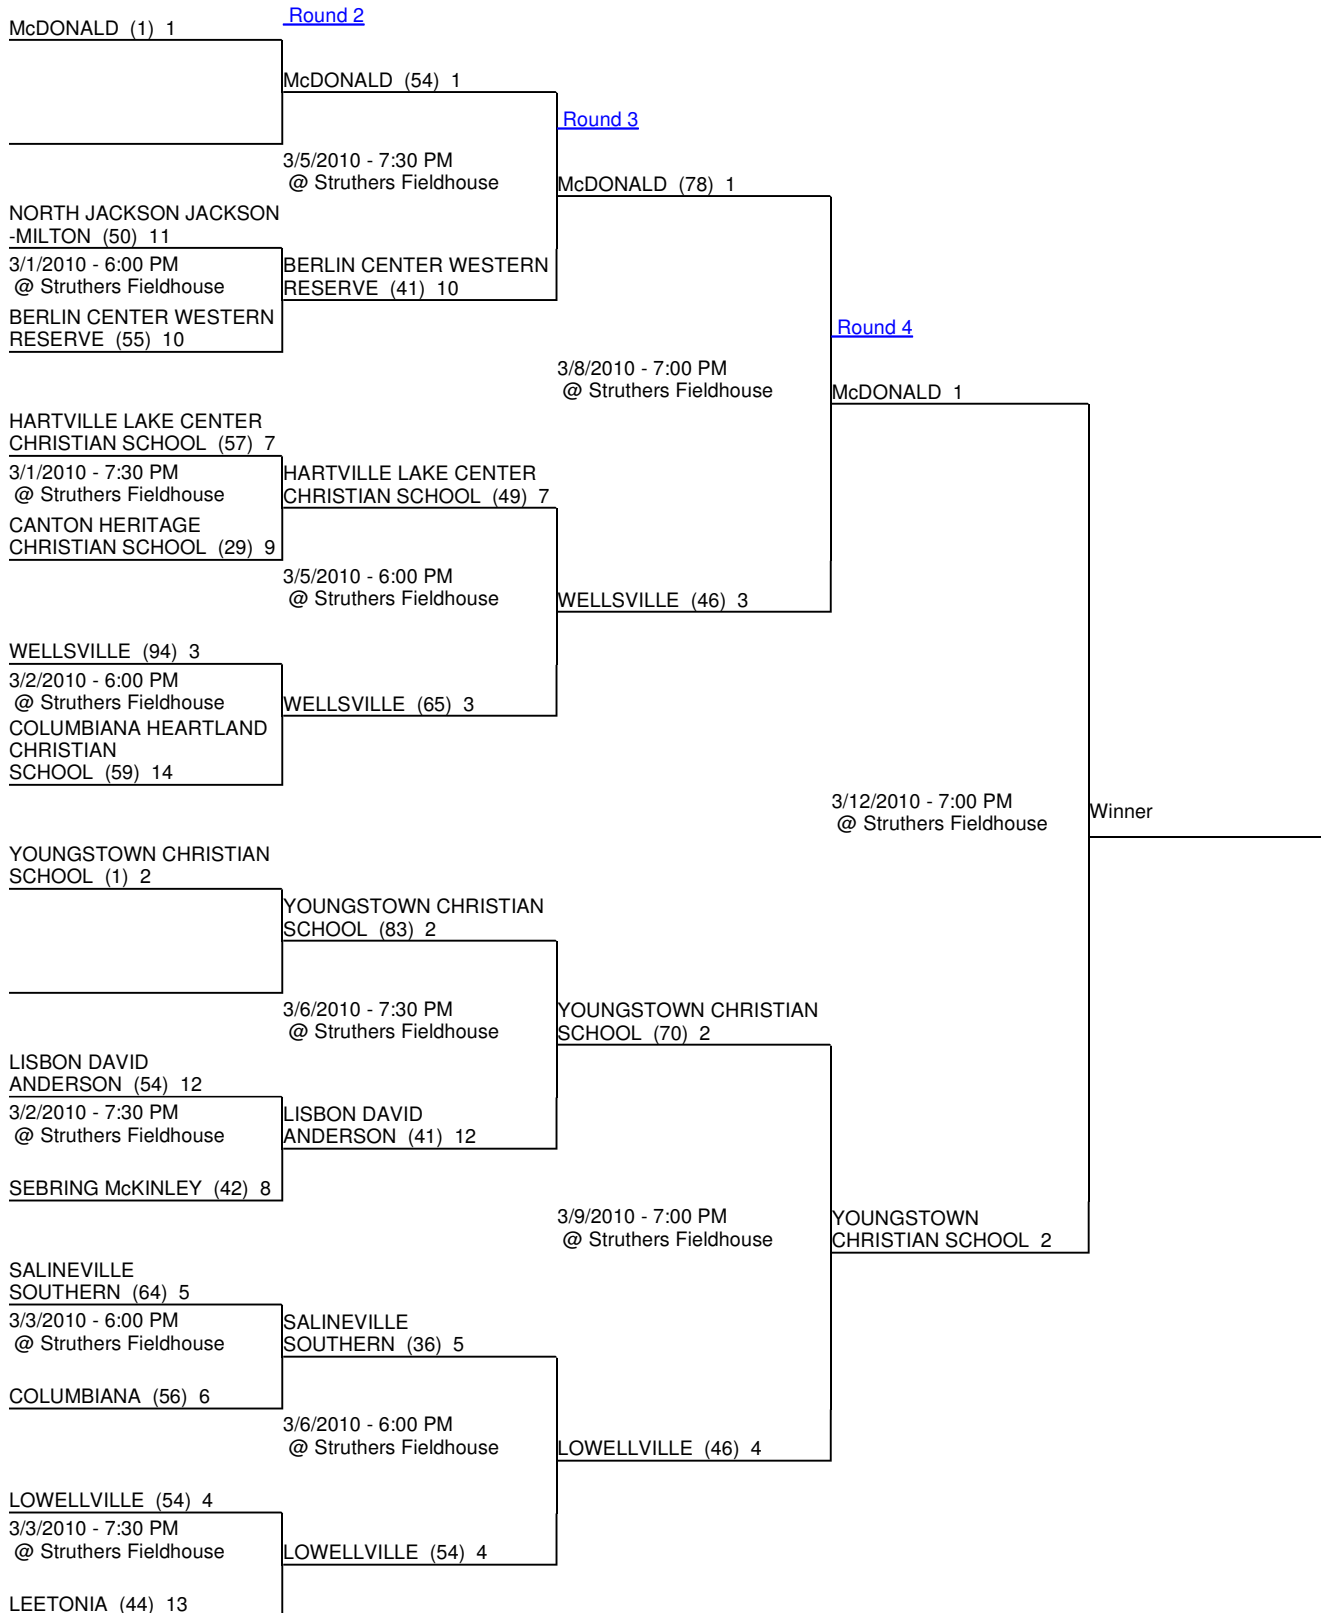 Round 2
McDONALD (1) 1
McDONALD (54) 1
Round 3
3/5/2010 - 7:30 PM
@ Struthers Fieldhouse
McDONALD (78) 1
NORTH JACKSON JACKSON
-MILTON (50) 11
3/1/2010 - 6:00 PM
@ Struthers Fieldhouse
BERLIN CENTER WESTERN
RESERVE (41) 10
BERLIN CENTER WESTERN
RESERVE (55) 10
Round 4
3/8/2010 - 7:00 PM
@ Struthers Fieldhouse
McDONALD 1
HARTVILLE LAKE CENTER
CHRISTIAN SCHOOL (57) 7
3/1/2010 - 7:30 PM
@ Struthers Fieldhouse
HARTVILLE LAKE CENTER
CHRISTIAN SCHOOL (49) 7
CANTON HERITAGE
CHRISTIAN SCHOOL (29) 9
3/5/2010 - 6:00 PM
@ Struthers Fieldhouse
WELLSVILLE (46) 3
WELLSVILLE (94) 3
3/2/2010 - 6:00 PM
@ Struthers Fieldhouse
WELLSVILLE (65) 3
COLUMBIANA HEARTLAND
CHRISTIAN
SCHOOL (59) 14
3/12/2010 - 7:00 PM
@ Struthers Fieldhouse
Winner
YOUNGSTOWN CHRISTIAN
SCHOOL (1) 2
YOUNGSTOWN CHRISTIAN
SCHOOL (83) 2
3/6/2010 - 7:30 PM
@ Struthers Fieldhouse
YOUNGSTOWN CHRISTIAN
SCHOOL (70) 2
LISBON DAVID
ANDERSON (54) 12
3/2/2010 - 7:30 PM
@ Struthers Fieldhouse
LISBON DAVID
ANDERSON (41) 12
SEBRING McKINLEY (42) 8
3/9/2010 - 7:00 PM
@ Struthers Fieldhouse
YOUNGSTOWN
CHRISTIAN SCHOOL 2
SALINEVILLE
SOUTHERN (64) 5
3/3/2010 - 6:00 PM
@ Struthers Fieldhouse
SALINEVILLE
SOUTHERN (36) 5
COLUMBIANA (56) 6
3/6/2010 - 6:00 PM
@ Struthers Fieldhouse
LOWELLVILLE (46) 4
LOWELLVILLE (54) 4
3/3/2010 - 7:30 PM
@ Struthers Fieldhouse
LOWELLVILLE (54) 4
LEETONIA (44) 13